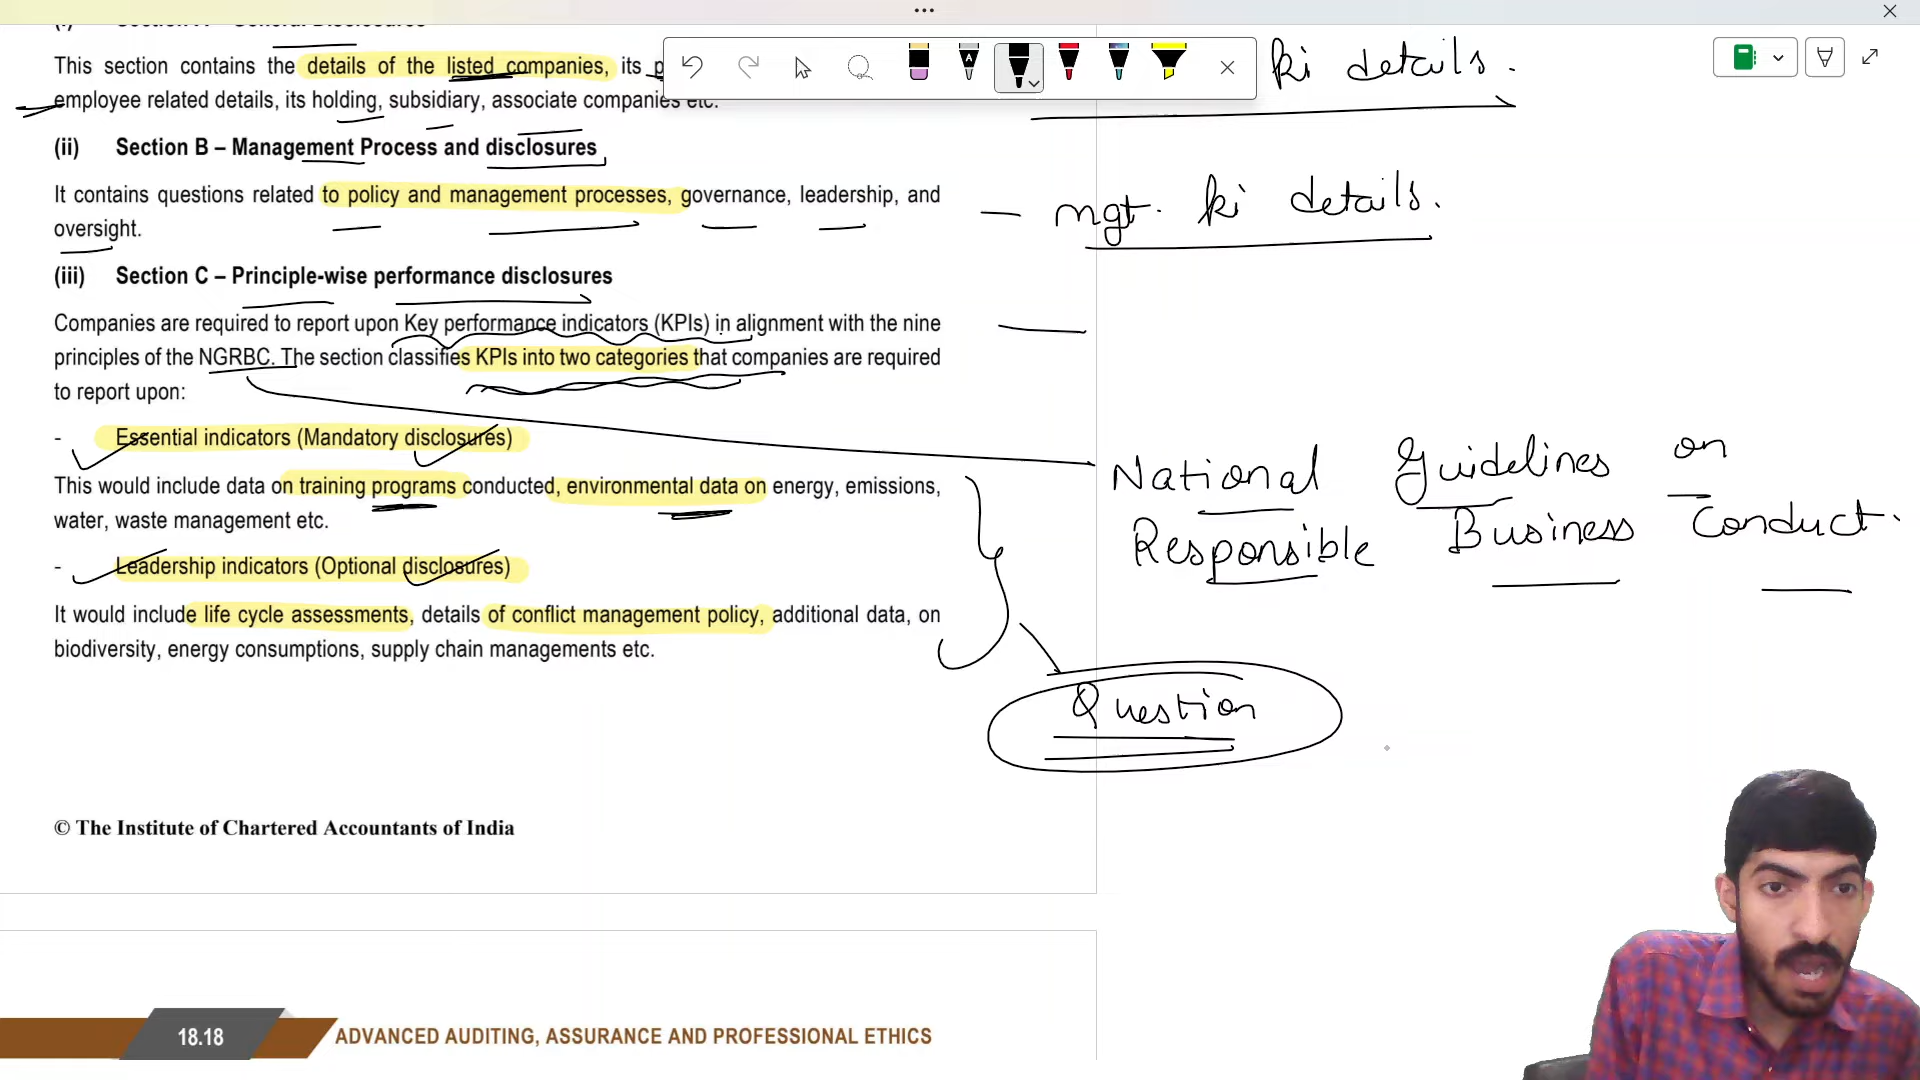 This section contains the details of the listed companies, its p
ki details.
employee related details, its holding, subsidiary, associate companies etc.
(ii) Section B – Management Process and disclosures
It contains questions related to policy and management processes, governance, leadership, and
oversight.
– mgt. ki details.
(iii) Section C – Principle-wise performance disclosures
Companies are required to report upon Key performance indicators (KPIs) in alignment with the nine
principles of the NGRBC. The section classifies KPIs into two categories that companies are required
to report upon:
- Essential indicators (Mandatory disclosures)
This would include data on training programs conducted, environmental data on energy, emissions,
water, waste management etc.
- Leadership indicators (Optional disclosures)
It would include life cycle assessments, details of conflict management policy, additional data, on
biodiversity, energy consumptions, supply chain managements etc.
National Guidelines on
Responsible Business Conduct.
Question
© The Institute of Chartered Accountants of India
18.18 ADVANCED AUDITING, ASSURANCE AND PROFESSIONAL ETHICS